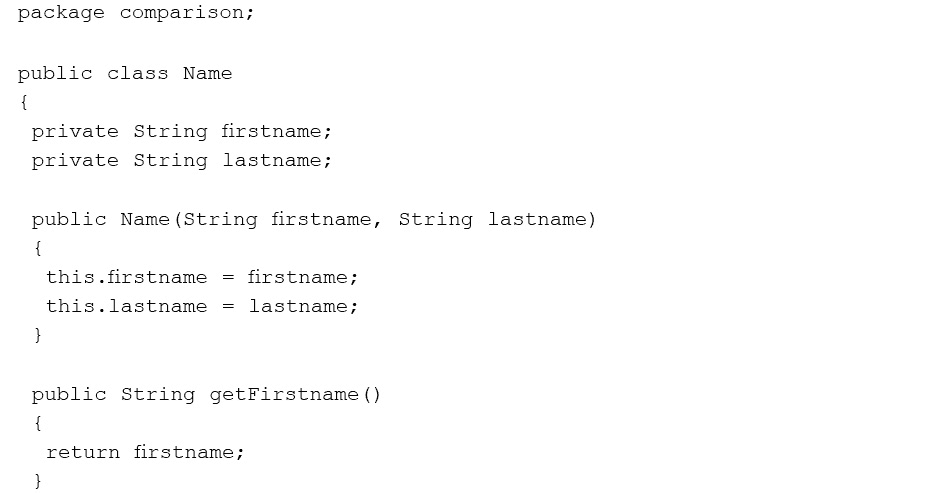 package comparison;
public class Name
{
private String firstname;
private String lastname;
public Name(String firstname, String lastname)
{
this.firstname = firstname;
this.lastname = lastname;
}
public String getFirstname()
{
return firstname;
}